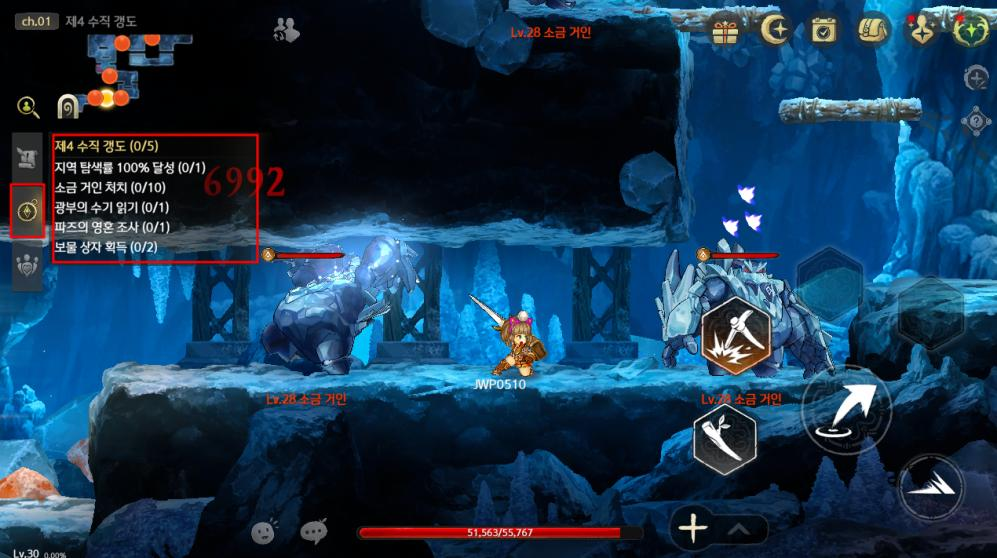 ch.01 제4 수직 갱도
Lv.28 소금 거인
제4 수직 갱도 (0/5)
지역 탐색률 100% 달성 (0/1)
소금 거인 처치 (0/10)
광부의 수기 읽기 (0/1)
파즈의 영혼 조사 (0/1)
보물 상자 획득 (0/2)
6992
JWP0510
Lv.28 소금 거인
Lv.28 소금 거인
51,563/55,767
Lv.30 0.00%